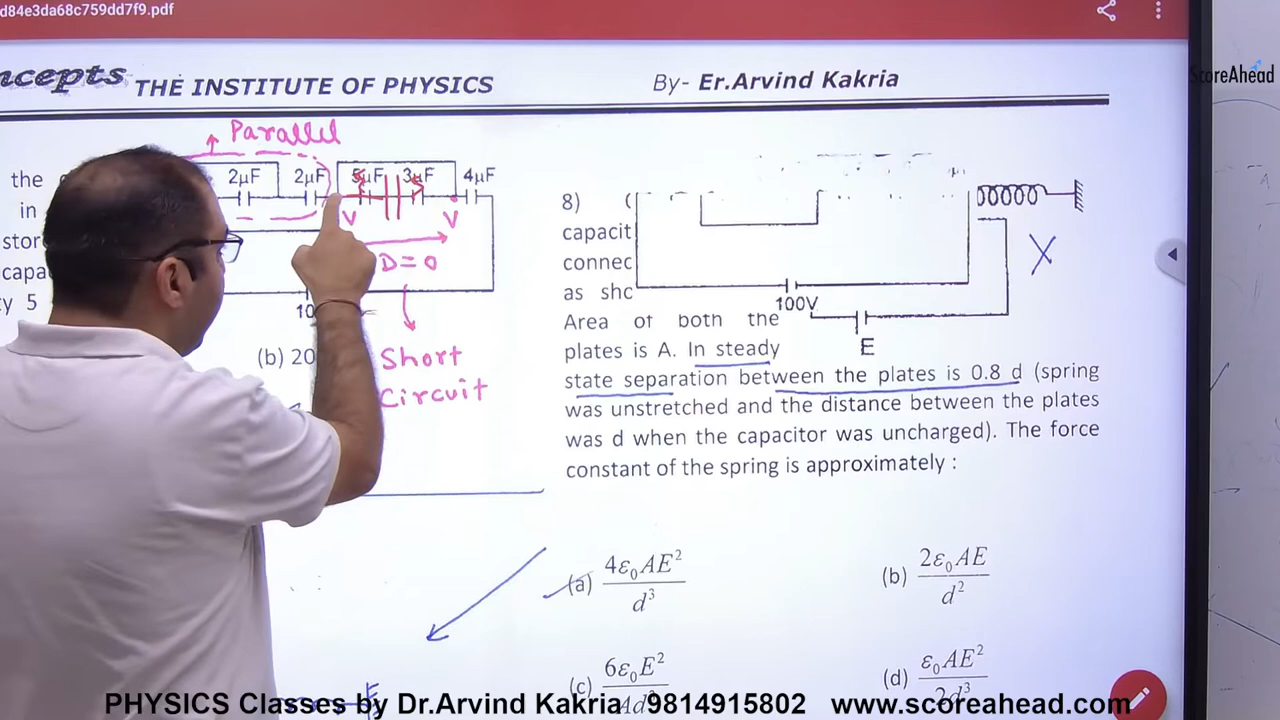 d84e3da68c759dd7f9.pdf
ncepts THE INSTITUTE OF PHYSICS
By- Er.Arvind Kakria
ScoreAhead
Parallel
2μF 2μF 5μF 3μF 4μF
V V
D = 0
Short
Circuit
the
in
stor
capa
y 5
10
(b) 20
8) (
capacit
connec
as sho
100V
E
X
Area of both the
plates is A. In steady
state separation between the plates is 0.8 d (spring
was unstretched and the distance between the plates
was d when the capacitor was uncharged). The force
constant of the spring is approximately :
(a) 4ε₀AE²/d³
(b) 2ε₀AE/d²
(c) 6ε₀E²
(d) ε₀AE²/2d³
PHYSICS Classes by Dr.Arvind Kakria 9814915802 www.scoreahead.com